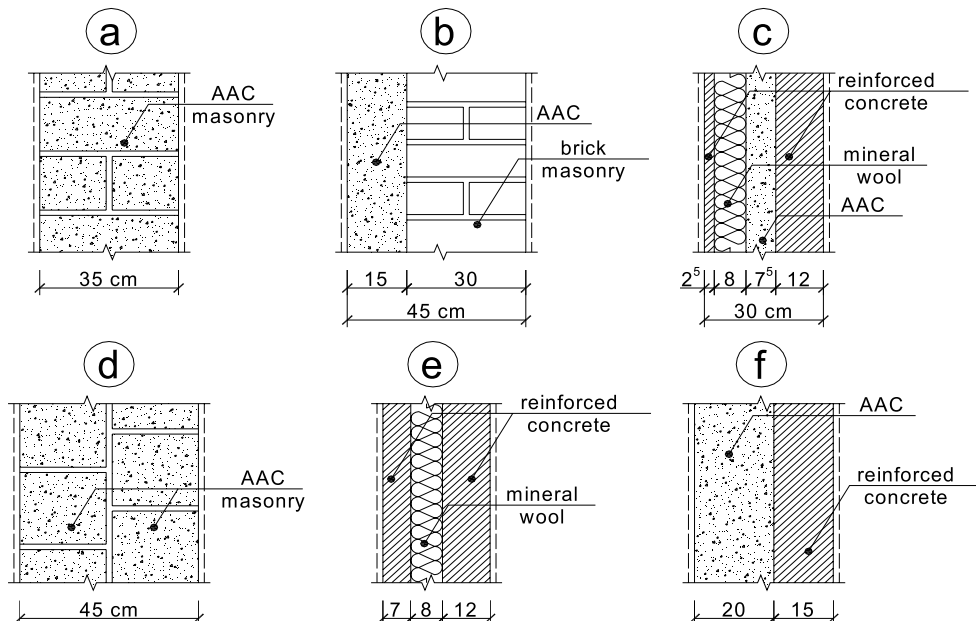 a
AAC
masonry
35 cm
b
AAC
brick
masonry
15 30
45 cm
c
reinforced
concrete
mineral
wool
AAC
2⁵ 8 7⁵ 12
30 cm
d
AAC
masonry
45 cm
e
reinforced
concrete
mineral
wool
7 8 12
f
AAC
reinforced
concrete
20 15